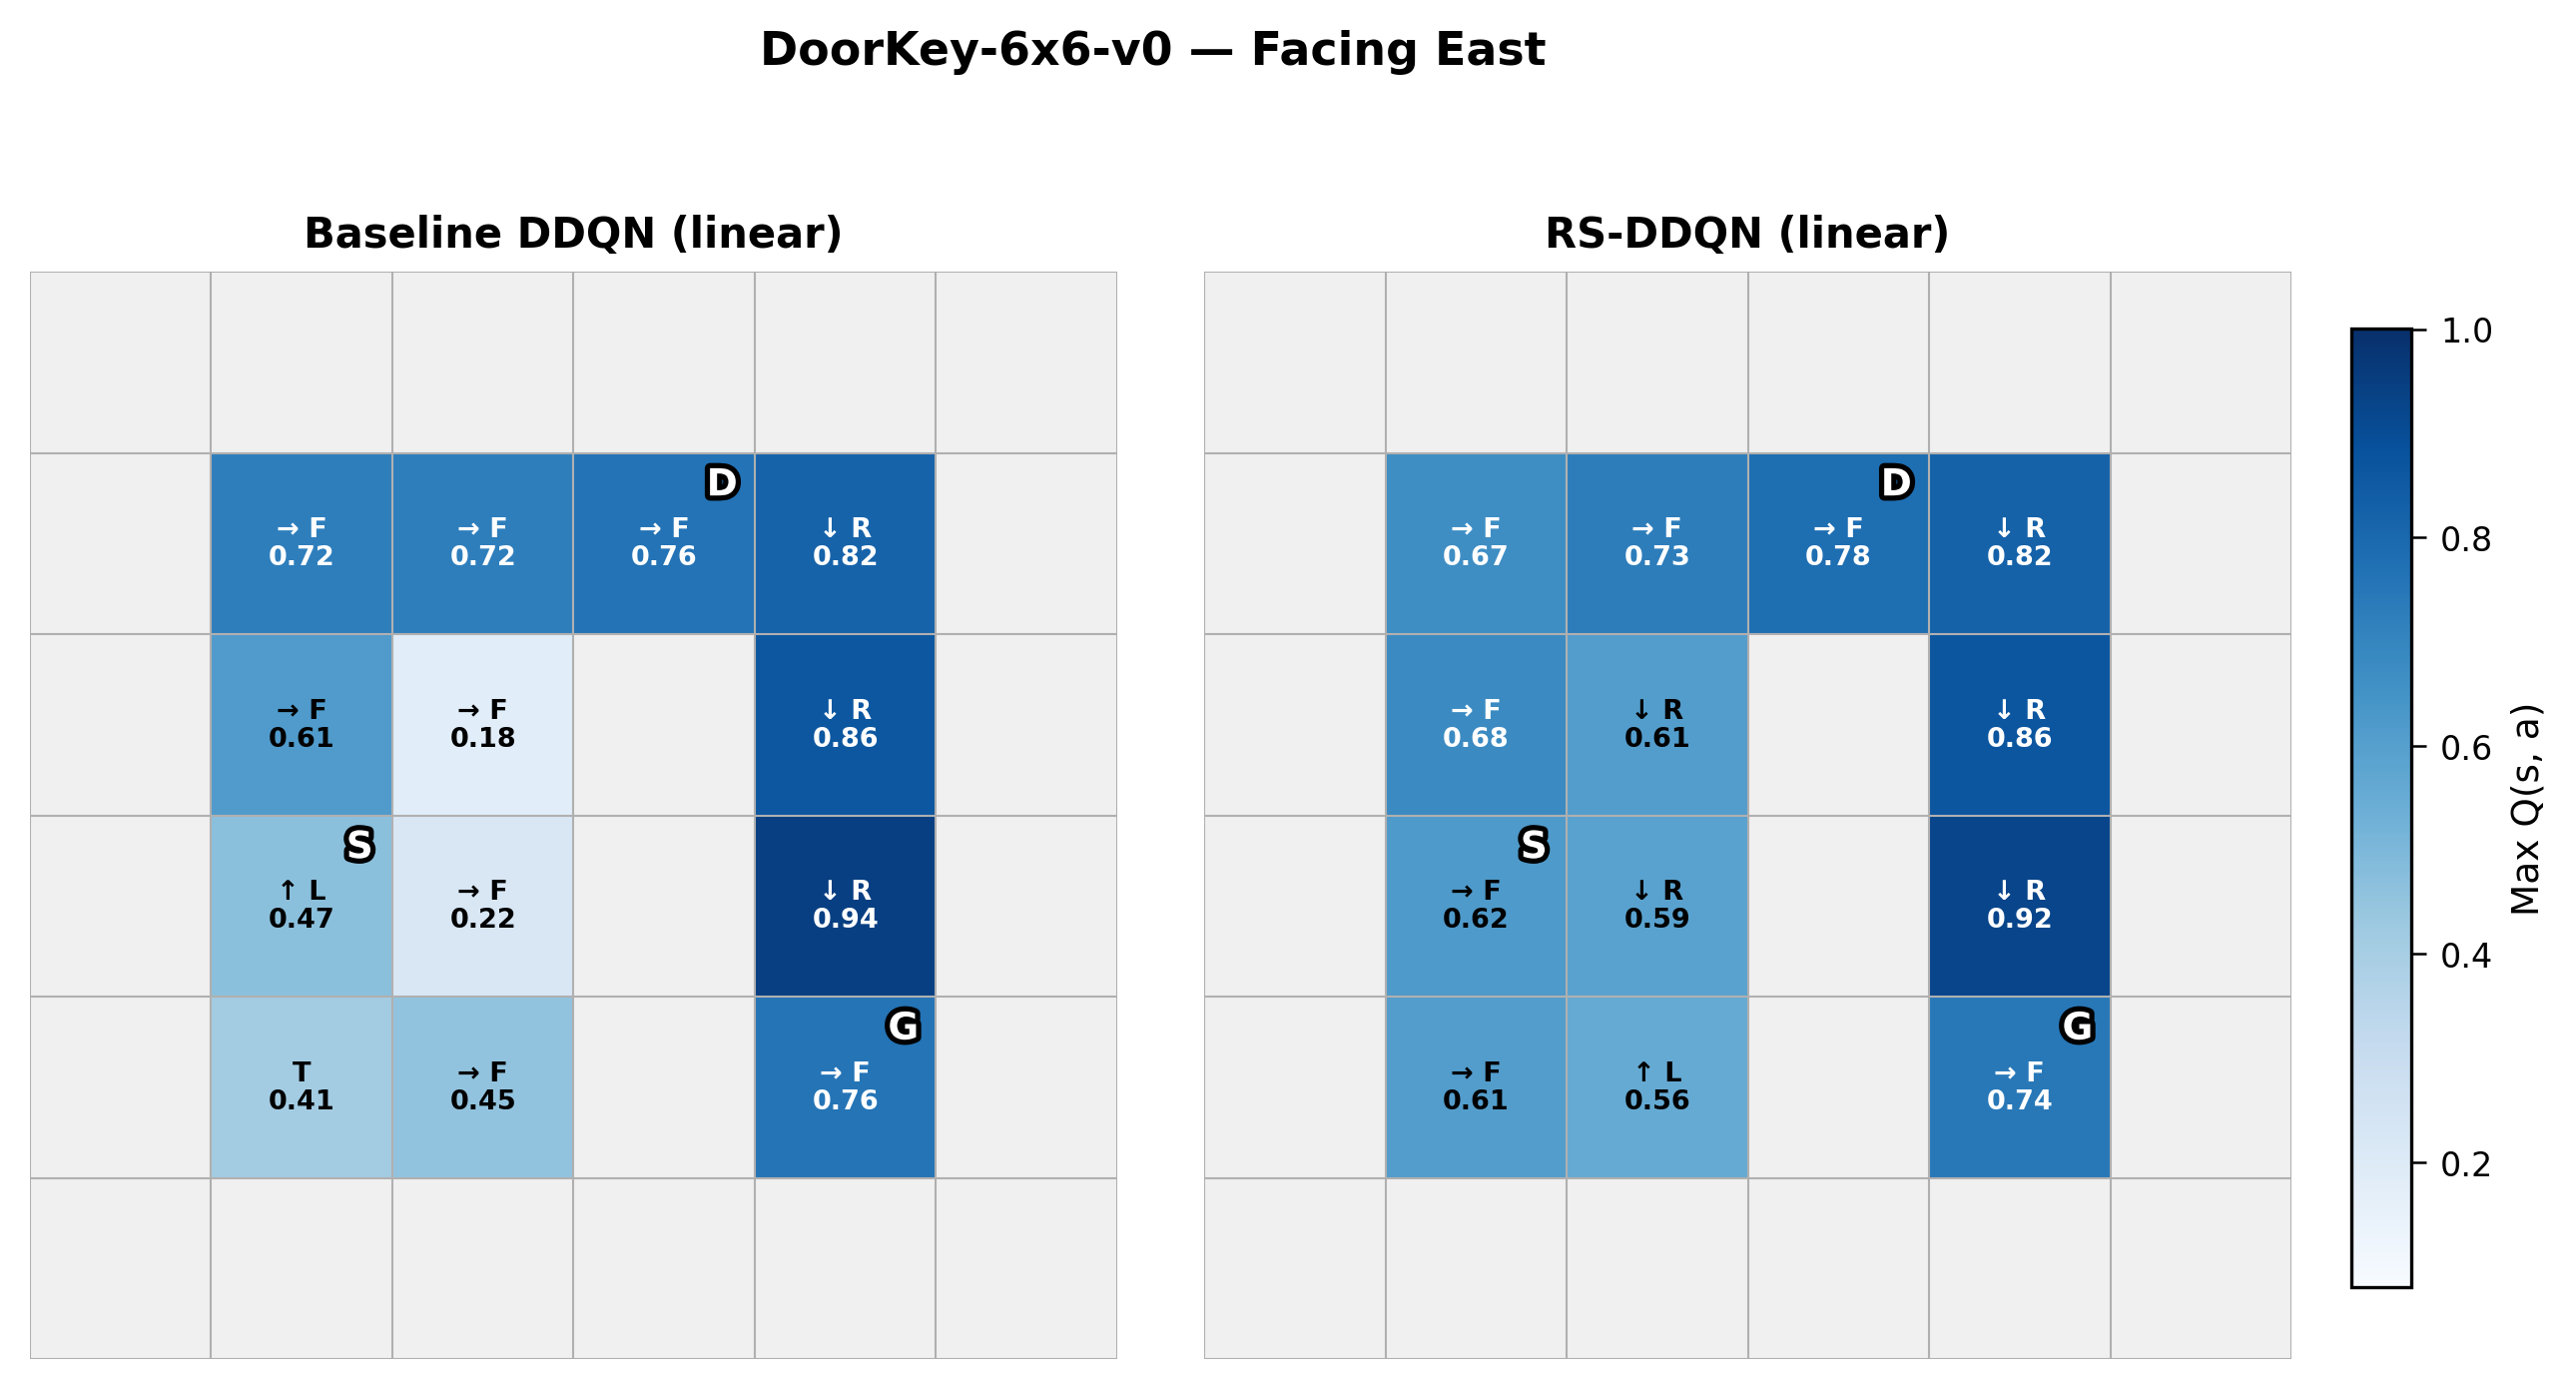 DoorKey-6x6-v0 — Facing East
Baseline DDQN (linear)
D
→ F
0.72
→ F
0.72
→ F
0.76
↓ R
0.82
→ F
0.61
→ F
0.18
↓ R
0.86
S
↑ L
0.47
→ F
0.22
↓ R
0.94
G
T
0.41
→ F
0.45
→ F
0.76
RS-DDQN (linear)
D
→ F
0.67
→ F
0.73
→ F
0.78
↓ R
0.82
→ F
0.68
↓ R
0.61
↓ R
0.86
S
→ F
0.62
↓ R
0.59
↓ R
0.92
G
→ F
0.61
↑ L
0.56
→ F
0.74
1.0
0.8
0.6
0.4
0.2
Max Q(s, a)